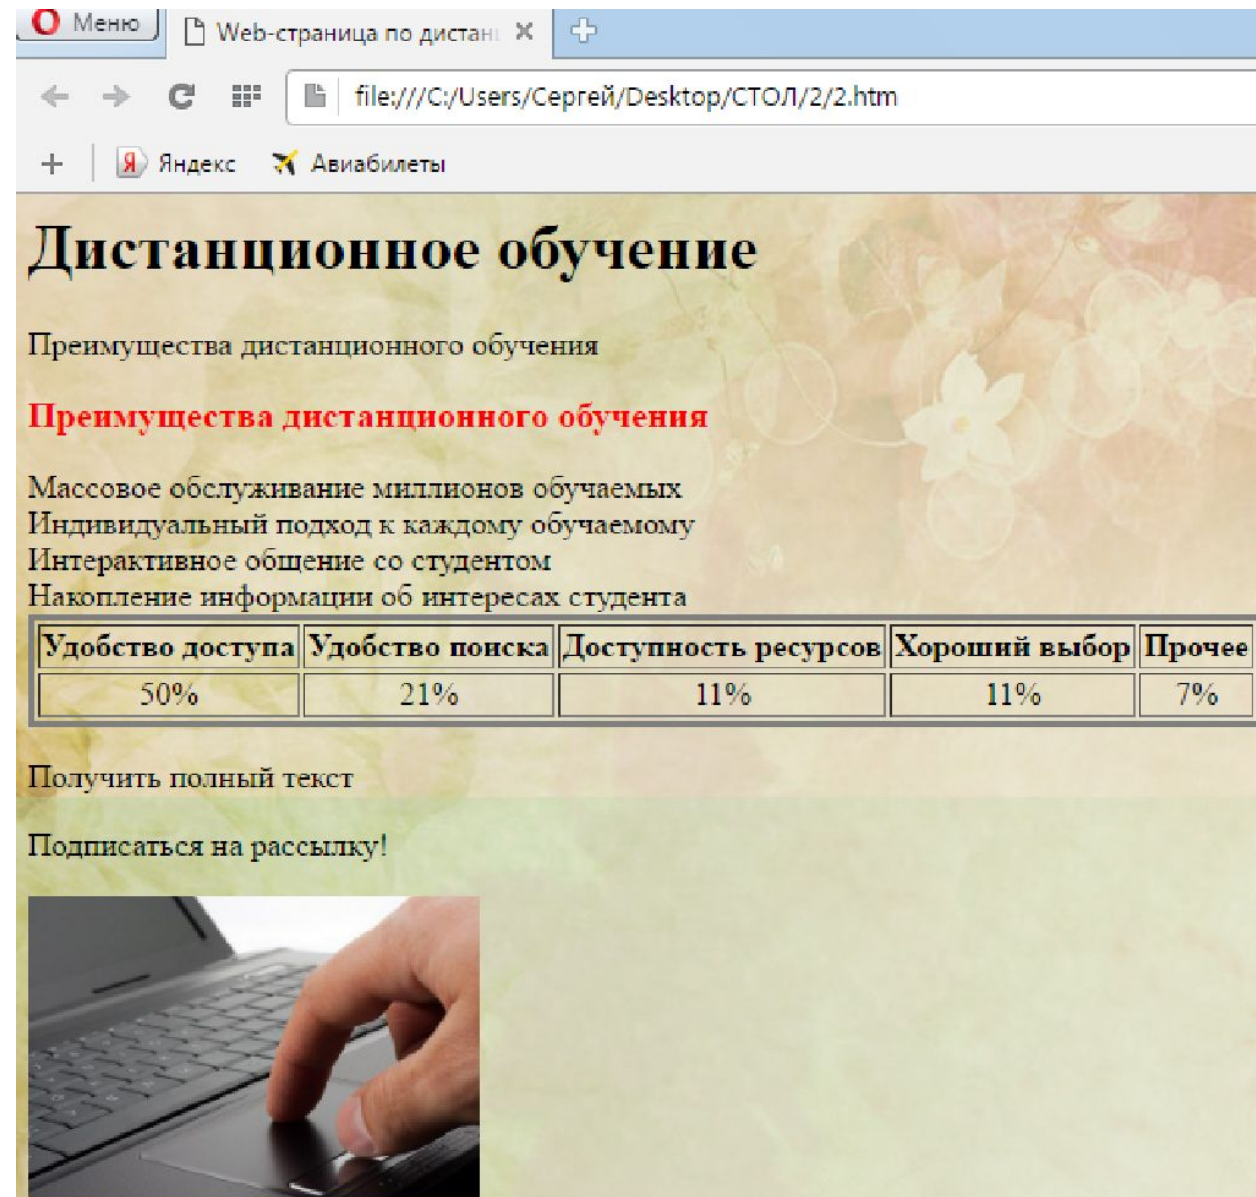 Меню
Web-страница по дистанц
file:///C:/Users/Сергей/Desktop/СТОЛ/2/2.htm
Я Яндекс Авиабилеты
Дистанционное обучение
Преимущества дистанционного обучения
Преимущества дистанционного обучения
Массовое обслуживание миллионов обучаемых
Индивидуальный подход к каждому обучаемому
Интерактивное общение со студентом
Накопление информации об интересах студента
Удобство доступа Удобство поиска Доступность ресурсов Хороший выбор Прочее
50% 21% 11% 11% 7%
Получить полный текст
Подписаться на рассылку!